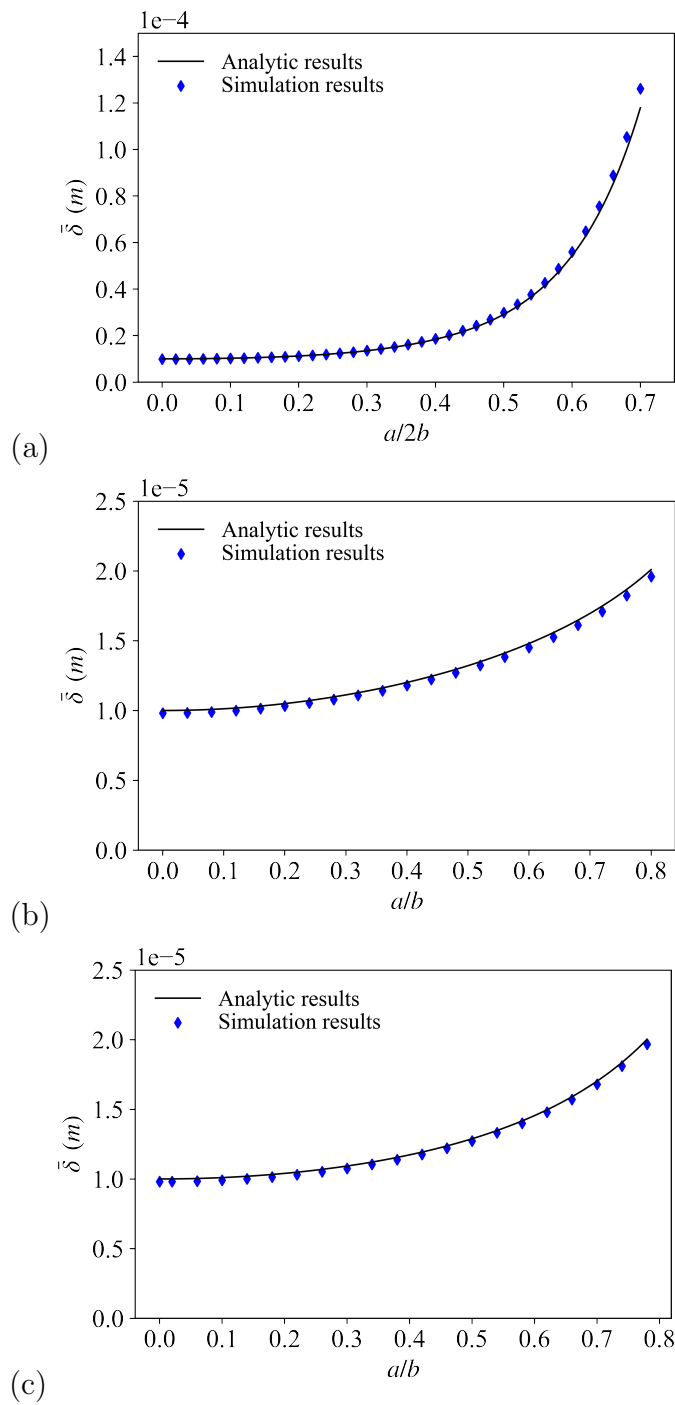 1e−4
Analytic results
Simulation results
1.4
1.2
1.0
0.8
0.6
0.4
0.2
0.0
δ̄ (m)
0.0 0.1 0.2 0.3 0.4 0.5 0.6 0.7
a/2b
(a)
1e−5
2.5
Analytic results
Simulation results
2.0
1.5
1.0
0.5
0.0
δ̄ (m)
0.0 0.1 0.2 0.3 0.4 0.5 0.6 0.7 0.8
a/b
(b)
1e−5
2.5
Analytic results
Simulation results
2.0
1.5
1.0
0.5
0.0
δ̄ (m)
0.0 0.1 0.2 0.3 0.4 0.5 0.6 0.7 0.8
a/b
(c)